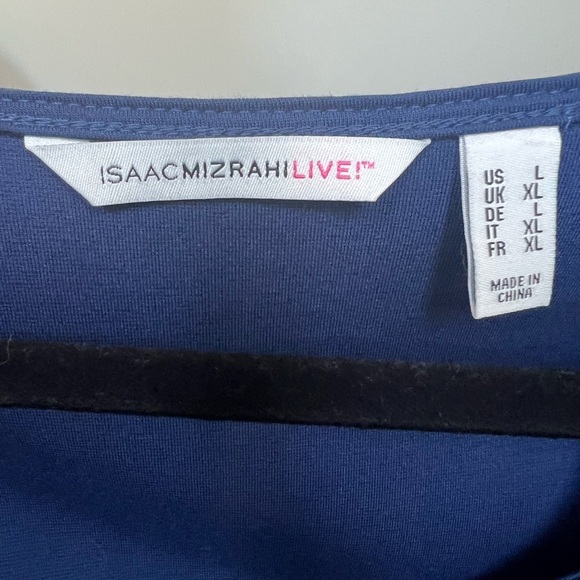 ISAACMIZRAHILIVE!™
US L
UK XL
DE L
IT XL
FR XL
MADE IN
CHINA